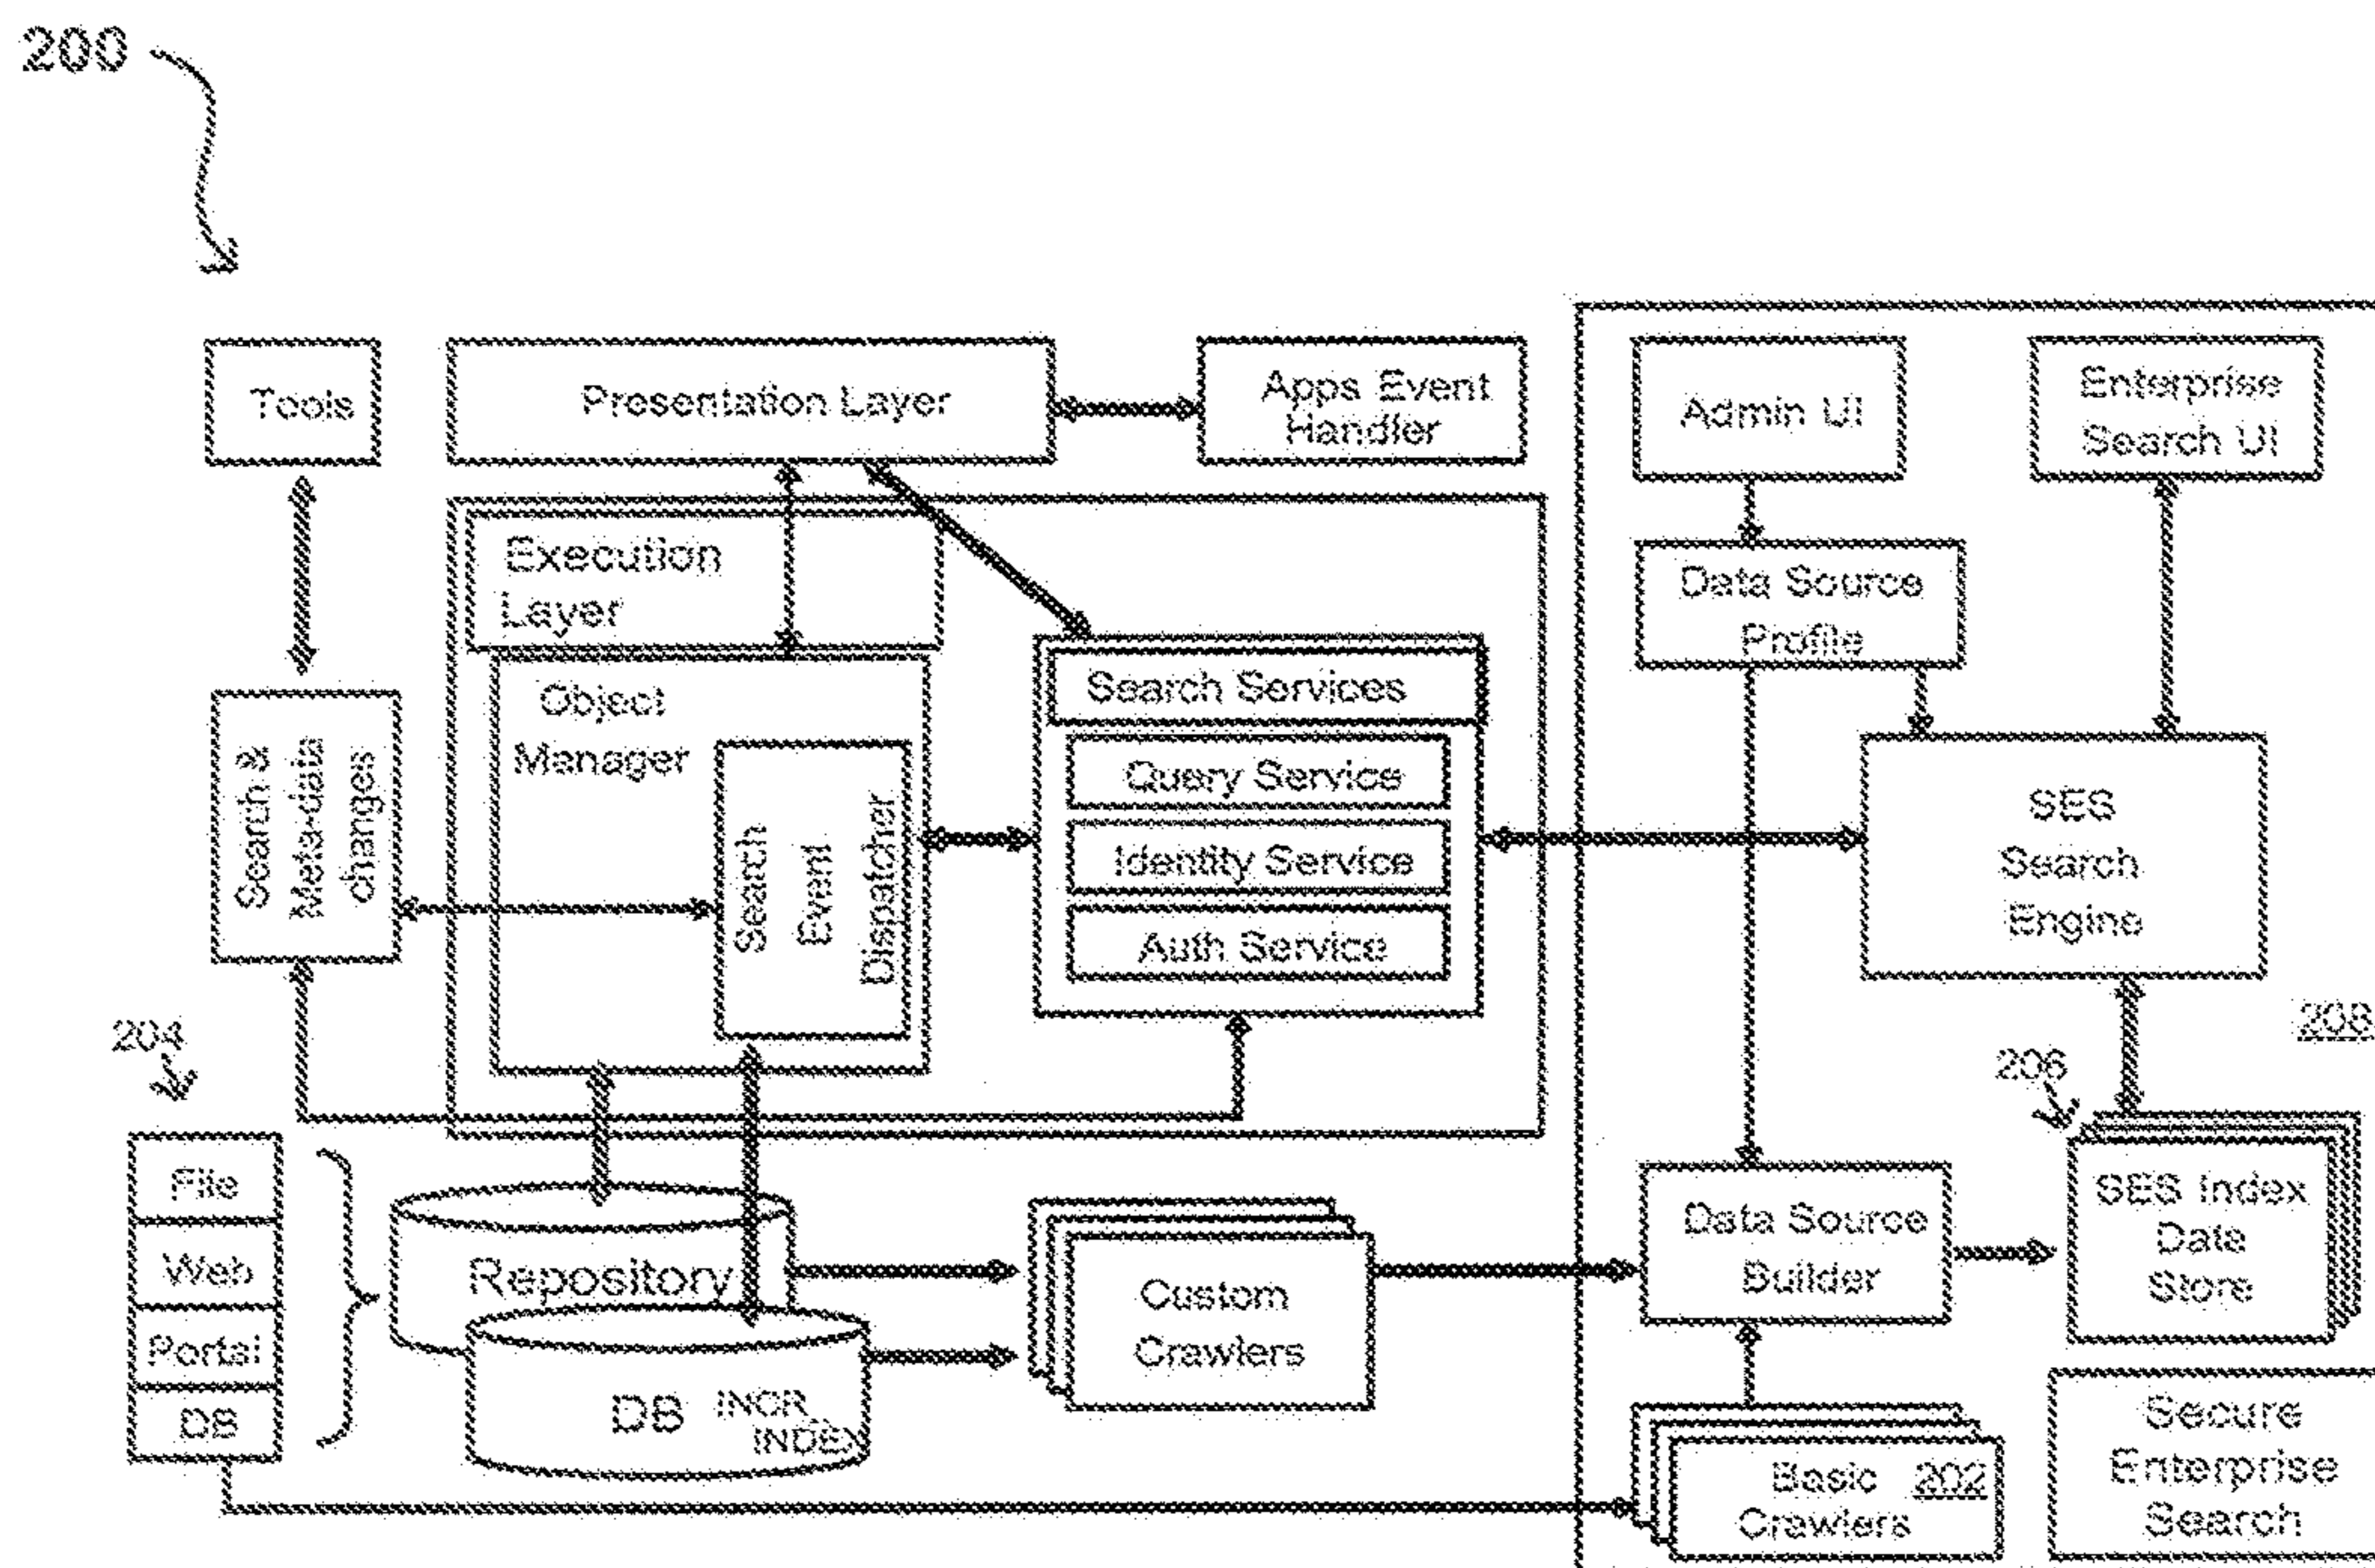 200
Tools
Presentation Layer
Apps Event
Handler
Admin UI
Enterprise
Search UI
Execution
Layer
Data Source
Profile
Object
Manager
Search Services
Query Service
Identity Service
Auth Service
Search &
Meta-data
changes
Search
Event
Dispatcher
SES
Search
Engine
204
208
206
File
Web
Portal
DB
Repository
DB INCR
INDEX
Custom
Crawlers
Data Source
Builder
SES Index
Data
Store
Basic 202
Crawlers
Secure
Enterprise
Search